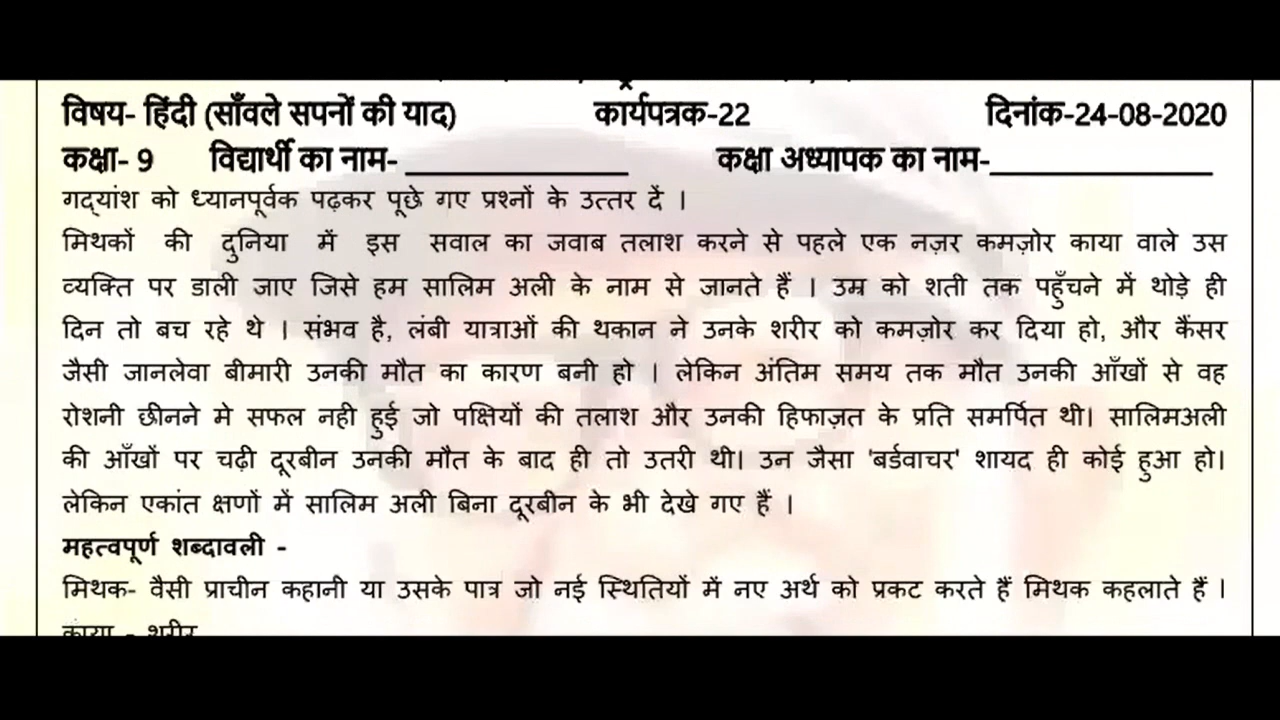 विषय- हिंदी (साँवले सपनों की याद) कार्यपत्रक-22 दिनांक-24-08-2020
कक्षा- 9 विद्यार्थी का नाम-_______________ कक्षा अध्यापक का नाम-_______________
गद्यांश को ध्यानपूर्वक पढ़कर पूछे गए प्रश्नों के उत्तर दें ।
मिथकों की दुनिया में इस सवाल का जवाब तलाश करने से पहले एक नज़र कमज़ोर काया वाले उस
व्यक्ति पर डाली जाए जिसे हम सालिम अली के नाम से जानते हैं । उम्र को शती तक पहुँचने में थोड़े ही
दिन तो बच रहे थे । संभव है, लंबी यात्राओं की थकान ने उनके शरीर को कमज़ोर कर दिया हो, और कैंसर
जैसी जानलेवा बीमारी उनकी मौत का कारण बनी हो । लेकिन अंतिम समय तक मौत उनकी आँखों से वह
रोशनी छीनने मे सफल नही हुई जो पक्षियों की तलाश और उनकी हिफाज़त के प्रति समर्पित थी। सालिमअली
की आँखों पर चढ़ी दूरबीन उनकी मौत के बाद ही तो उतरी थी। उन जैसा 'बर्डवाचर' शायद ही कोई हुआ हो।
लेकिन एकांत क्षणों में सालिम अली बिना दूरबीन के भी देखे गए हैं ।
महत्वपूर्ण शब्दावली -
मिथक- वैसी प्राचीन कहानी या उसके पात्र जो नई स्थितियों में नए अर्थ को प्रकट करते हैं मिथक कहलाते हैं ।
काया - शरीर